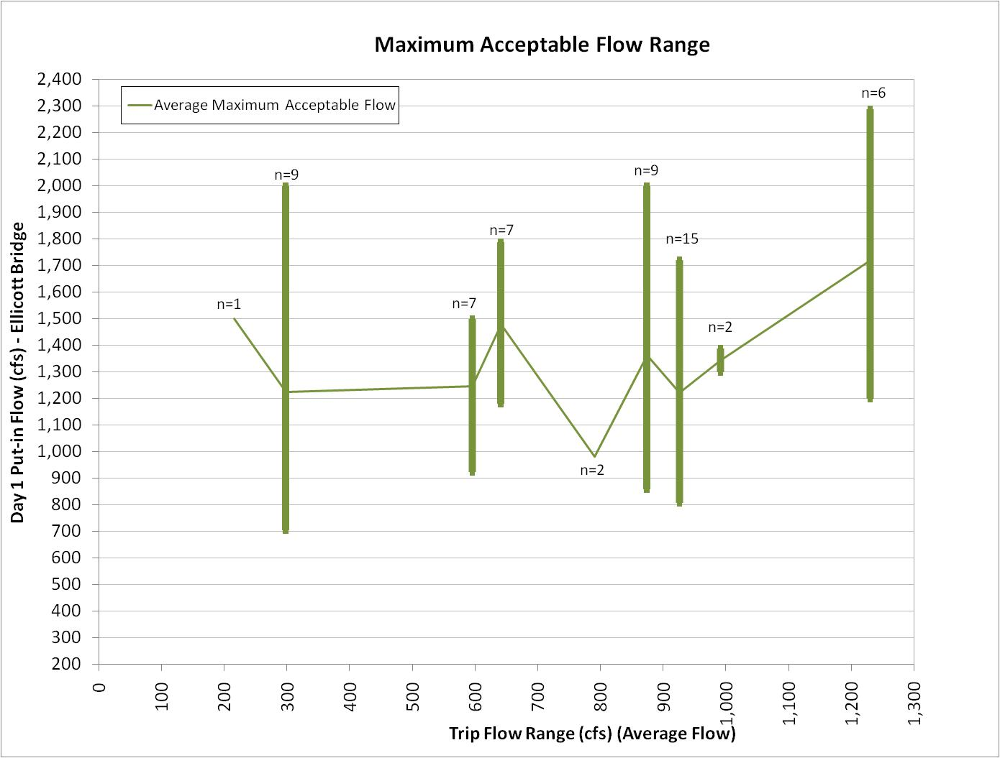 Maximum Acceptable Flow Range
2,400
2,300
2,200
2,100
2,000
1,900
1,800
1,700
1,600
1,500
1,400
1,300
1,200
1,100
1,000
900
800
700
600
500
400
300
200
Day 1 Put-in Flow (cfs) - Ellicott Bridge
Average Maximum Acceptable Flow
n=1
n=9
n=7
n=7
n=2
n=9
n=15
n=2
n=6
0
100
200
300
400
500
600
700
800
900
1,000
1,100
1,200
1,300
Trip Flow Range (cfs) (Average Flow)